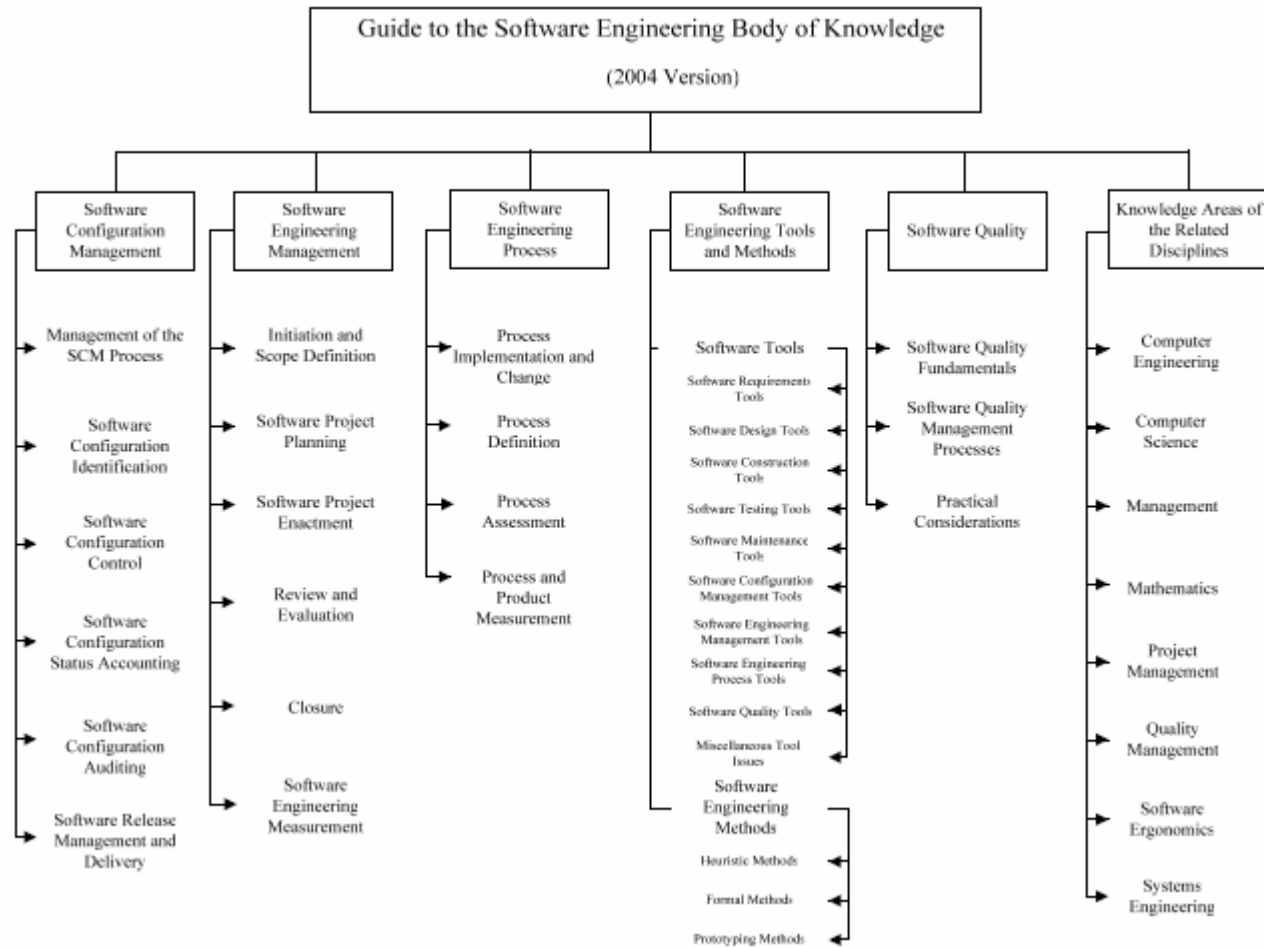 Guide to the Software Engineering Body of Knowledge
(2004 Version)
Software
Configuration
Management
Management of the
SCM Process
Software
Configuration
Identification
Software
Configuration
Control
Software
Configuration
Status Accounting
Software
Configuration
Auditing
Software Release
Management and
Delivery
Software
Engineering
Management
Initiation and
Scope Definition
Software Project
Planning
Software Project
Enactment
Review and
Evaluation
Closure
Software
Engineering
Measurement
Software
Engineering
Process
Process
Implementation and
Change
Process
Definition
Process
Assessment
Process and
Product
Measurement
Software
Engineering Tools
and Methods
Software Tools
Software Requirements
Tools
Software Design Tools
Software Construction
Tools
Software Testing Tools
Software Maintenance
Tools
Software Configuration
Management Tools
Software Engineering
Management Tools
Software Engineering
Process Tools
Software Quality Tools
Miscellaneous Tool
Issues
Software
Engineering
Methods
Heuristic Methods
Formal Methods
Prototyping Methods
Software Quality
Software Quality
Fundamentals
Software Quality
Management
Processes
Practical
Considerations
Knowledge Areas of
the Related
Disciplines
Computer
Engineering
Computer
Science
Management
Mathematics
Project
Management
Quality
Management
Software
Ergonomics
Systems
Engineering